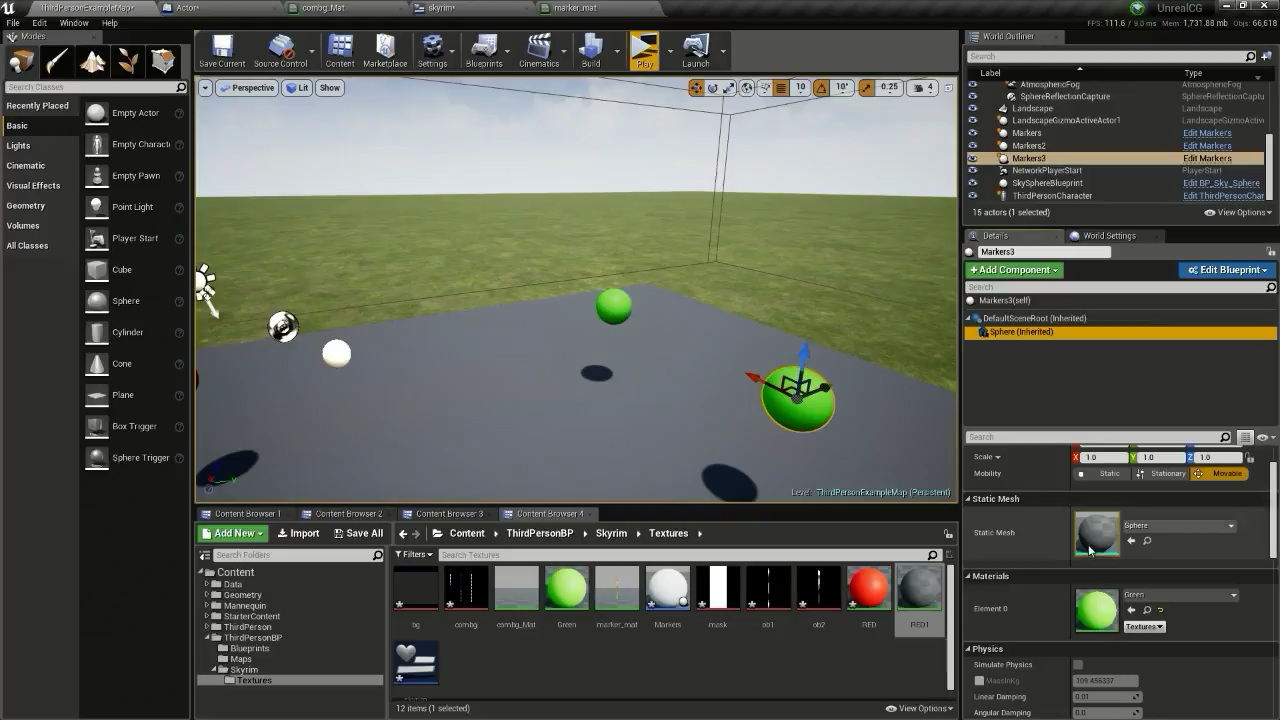 ThirdPersonExampleMap*
Actor*
combg_Mat
skyrim*
marker_mat
UnrealCG
File
Edit
Window
Help
FPS: 111.6 / 9.0 ms Mem: 1,731.88 mb Objs: 66,618
Modes
Search Classes
Recently Placed
Basic
Lights
Cinematic
Visual Effects
Geometry
Volumes
All Classes
Empty Actor
Empty Charact
Empty Pawn
Point Light
Player Start
Cube
Sphere
Cylinder
Cone
Plane
Box Trigger
Sphere Trigger
Save Current
Source Control
Content
Marketplace
Settings
Blueprints
Cinematics
Build
Play
Launch
Perspective
Lit
Show
10
10°
0.25
4
Level: ThirdPersonExampleMap (Persistent)
Content Browser 1
Content Browser 2
Content Browser 3
Content Browser 4
Add New
Import
Save All
Content
ThirdPersonBP
Skyrim
Textures
Search Folders
Filters
Search Textures
Content
Data
Geometry
Mannequin
StarterContent
ThirdPerson
ThirdPersonBP
Blueprints
Maps
Skyrim
Textures
bg
combg
combg_Mat
Green
marker_mat
Markers
mask
ob1
ob2
RED
RED1
12 items (1 selected)
View Options
World Outliner
Search
Label
Type
AtmosphericFog
AtmosphericFog
SphereReflectionCapture
SphereReflectionCaptu
Landscape
Landscape
LandscapeGizmoActiveActor1
LandscapeGizmoActiv
Markers
Edit Markers
Markers2
Edit Markers
Markers3
Edit Markers
NetworkPlayerStart
PlayerStart
SkySphereBlueprint
Edit BP_Sky_Sphere
ThirdPersonCharacter
Edit ThirdPersonChar
15 actors (1 selected)
View Options
Details
World Settings
Markers3
Add Component
Edit Blueprint
Search
Markers3(self)
DefaultSceneRoot (Inherited)
Sphere (Inherited)
Search
Scale
X 1.0
Y 1.0
Z 1.0
Mobility
Static
Stationary
Movable
Static Mesh
Static Mesh
Sphere
Materials
Element 0
Green
Textures
Physics
Simulate Physics
MassInKg
109.456337
Linear Damping
0.01
Angular Damping
0.0